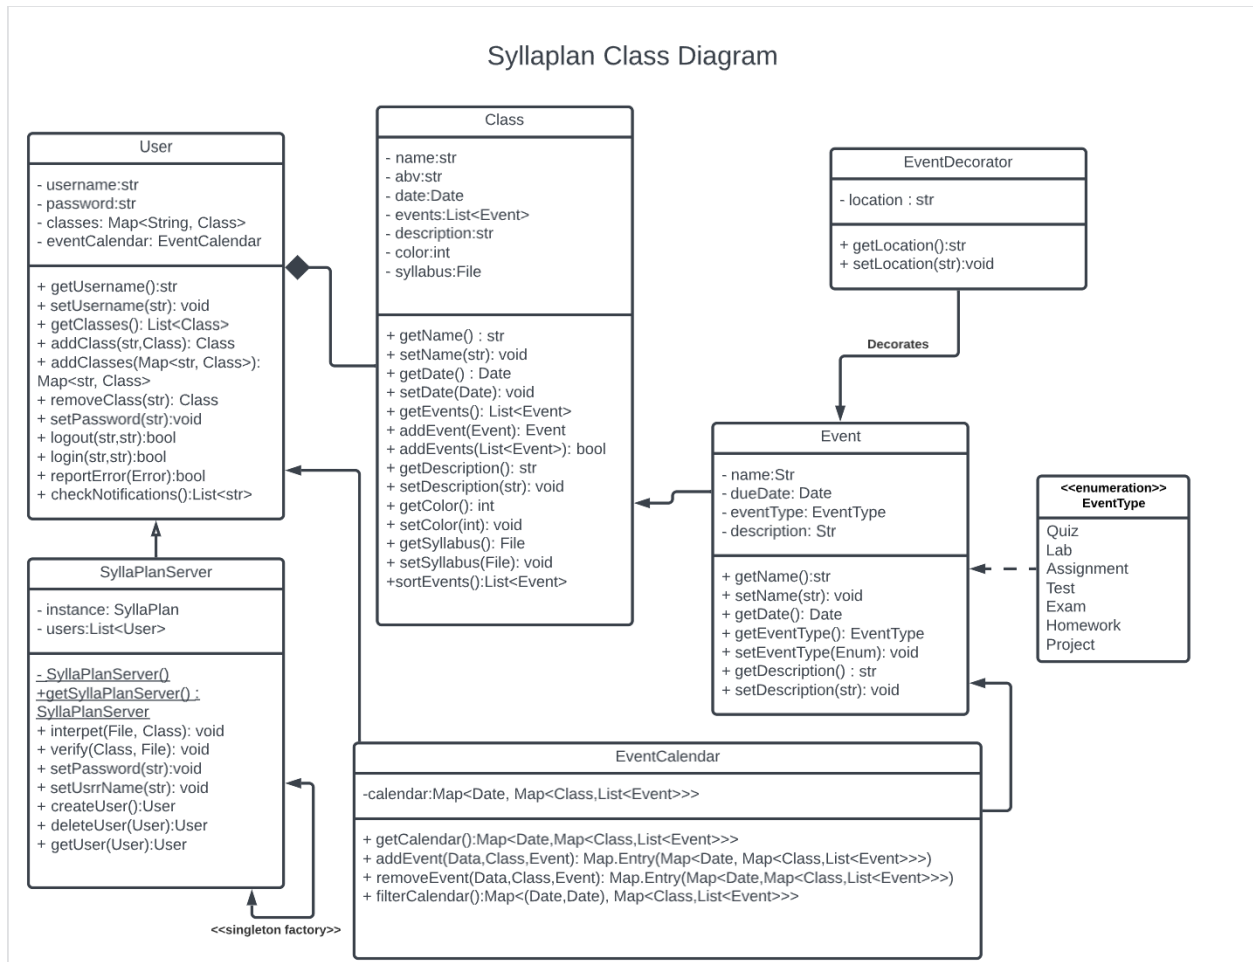 Syllaplan Class Diagram
User
- username:str
- password:str
- classes: Map<String, Class>
- eventCalendar: EventCalendar
+ getUsername():str
+ setUsername(str): void
+ getClasses(): List<Class>
+ addClass(str,Class): Class
+ addClasses(Map<str, Class>):
Map<str, Class>
+ removeClass(str): Class
+ setPassword(str):void
+ logout(str,str):bool
+ login(str,str):bool
+ reportError(Error):bool
+ checkNotifications():List<str>
SyllaPlanServer
- instance: SyllaPlan
- users:List<User>
- SyllaPlanServer()
+getSyllaPlanServer() :
SyllaPlanServer
+ interpet(File, Class): void
+ verify(Class, File): void
+ setPassword(str):void
+ setUsrrName(str): void
+ createUser():User
+ deleteUser(User):User
+ getUser(User):User
<<singleton factory>>
Class
- name:str
- abv:str
- date:Date
- events:List<Event>
- description:str
- color:int
- syllabus:File
+ getName() : str
+ setName(str): void
+ getDate() : Date
+ setDate(Date): void
+ getEvents(): List<Event>
+ addEvent(Event): Event
+ addEvents(List<Event>): bool
+ getDescription(): str
+ setDescription(str): void
+ getColor(): int
+ setColor(int): void
+ getSyllabus(): File
+ setSyllabus(File): void
+sortEvents():List<Event>
EventDecorator
- location : str
+ getLocation():str
+ setLocation(str):void
Decorates
Event
- name:Str
- dueDate: Date
- eventType: EventType
- description: Str
+ getName():str
+ setName(str): void
+ getDate(): Date
+ getEventType(): EventType
+ setEventType(Enum): void
+ getDescription() : str
+ setDescription(str): void
<<enumeration>>
EventType
Quiz
Lab
Assignment
Test
Exam
Homework
Project
EventCalendar
-calendar:Map<Date, Map<Class,List<Event>>>
+ getCalendar():Map<Date,Map<Class,List<Event>>>
+ addEvent(Data,Class,Event): Map.Entry(Map<Date, Map<Class,List<Event>>>)
+ removeEvent(Data,Class,Event): Map.Entry(Map<Date,Map<Class,List<Event>>>)
+ filterCalendar():Map<(Date,Date), Map<Class,List<Event>>>